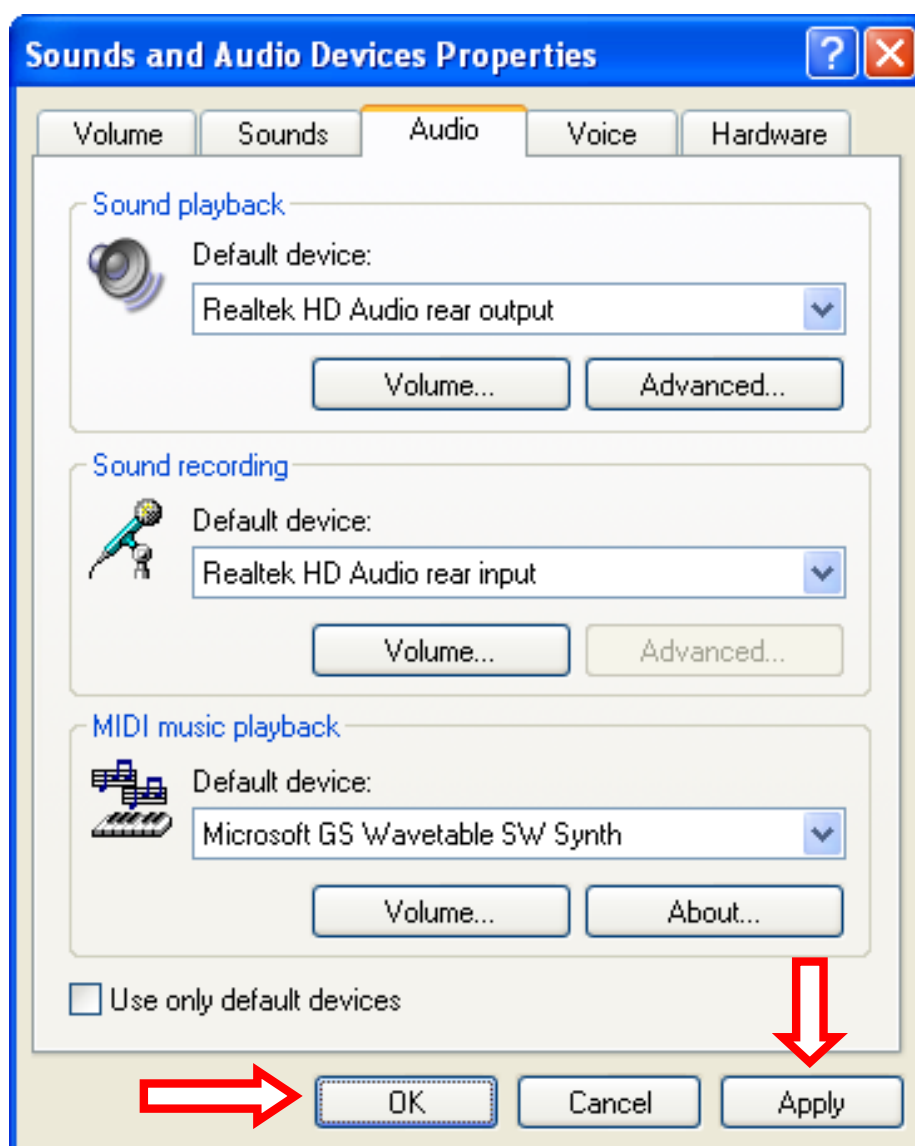 Sounds and Audio Devices Properties
?
Volume Sounds Audio Voice Hardware
Sound playback
Default device:
Realtek HD Audio rear output
Volume... Advanced...
Sound recording
Default device:
Realtek HD Audio rear input
Volume... Advanced...
MIDI music playback
Default device:
Microsoft GS Wavetable SW Synth
Volume... About...
Use only default devices
OK Cancel Apply